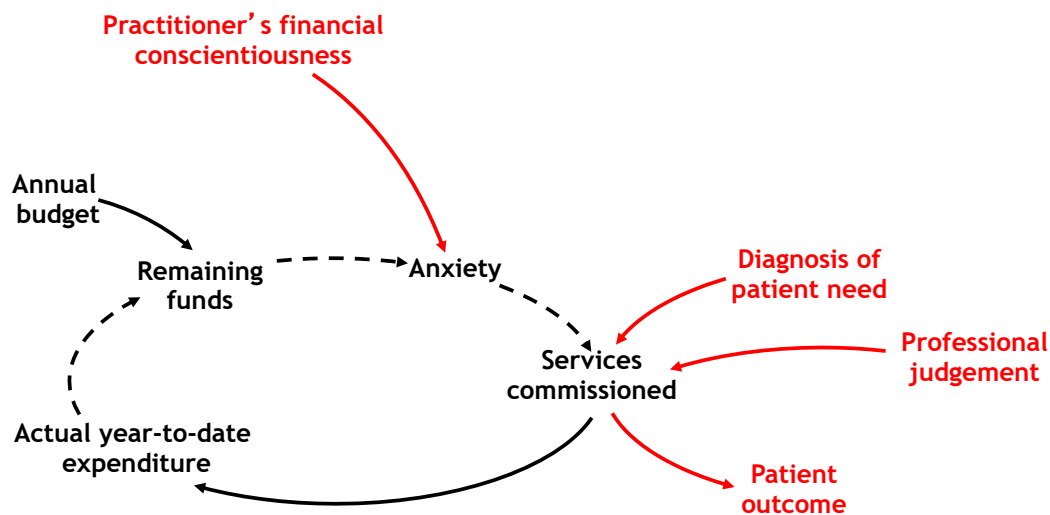 Practitioner’s financial
conscientiousness
Annual
budget
Remaining
funds
Anxiety
Diagnosis of
patient need
Services
commissioned
Professional
judgement
Actual year-to-date
expenditure
Patient
outcome